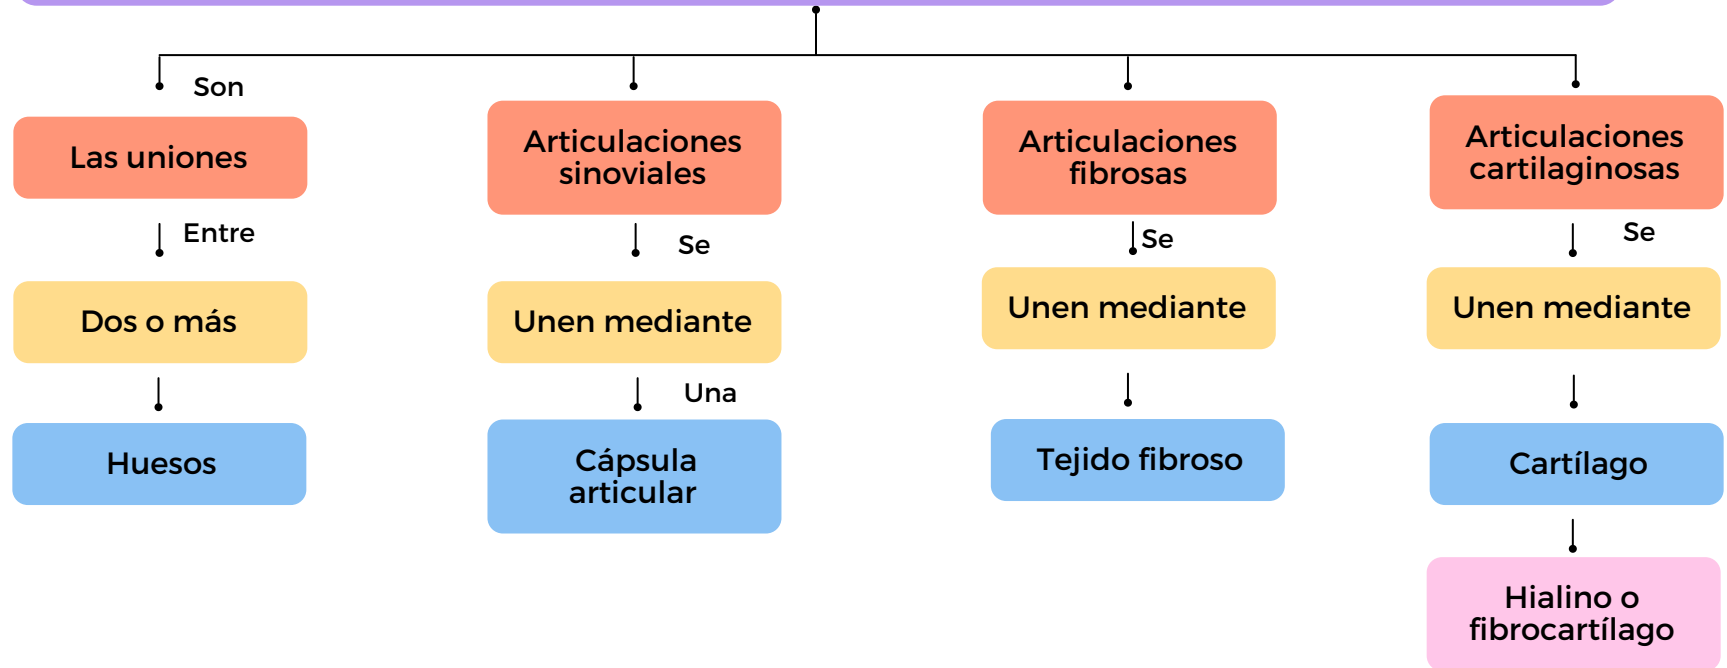 Son
Las uniones
Entre
Dos o más
Huesos
Articulaciones
sinoviales
Se
Unen mediante
Una
Cápsula
articular
Articulaciones
fibrosas
Se
Unen mediante
Tejido fibroso
Articulaciones
cartilaginosas
Se
Unen mediante
Cartílago
Hialino o
fibrocartílago